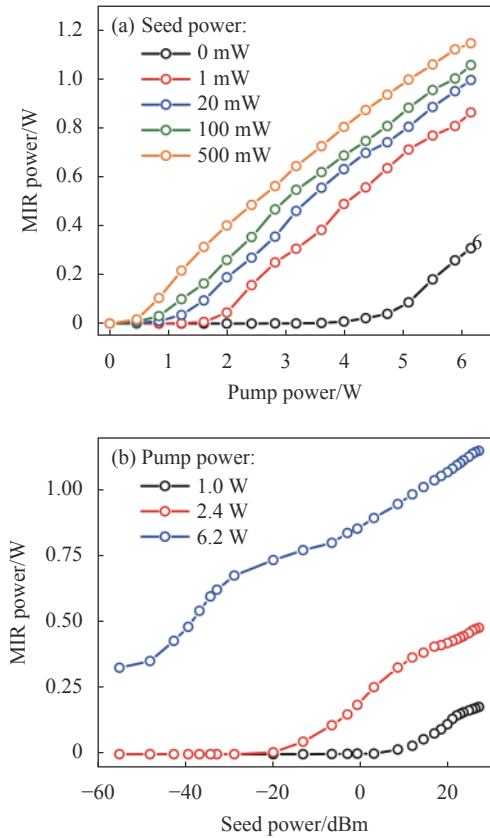 (a) Seed power:
0 mW
1 mW
20 mW
100 mW
500 mW
1.2
1.0
0.8
0.6
0.4
0.2
0
MIR power/W
6
0 1 2 3 4 5 6
Pump power/W
(b) Pump power:
1.0 W
2.4 W
6.2 W
1.00
0.75
0.50
0.25
0
MIR power/W
−60 −40 −20 0 20
Seed power/dBm